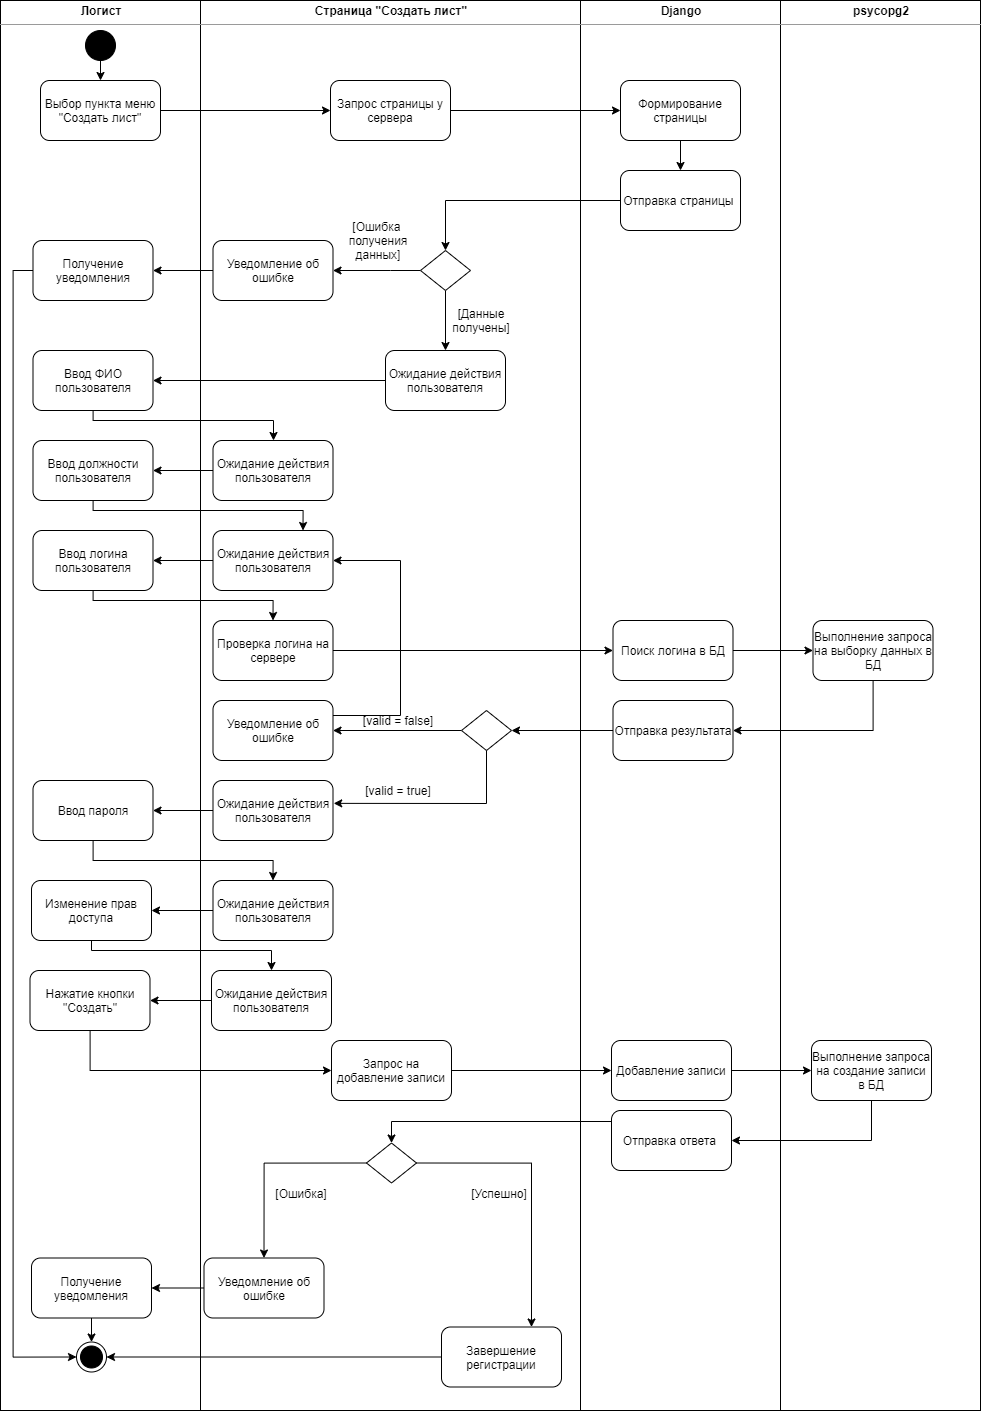 Логист
Страница "Создать лист"
Django
psycopg2
Выбор пункта меню
"Создать лист"
Запрос страницы у
сервера
Формирование
страницы
Отправка страницы
[Ошибка
получения
данных]
Получение
уведомления
Уведомление об
ошибке
[Данные
получены]
Ввод ФИО
пользователя
Ожидание действия
пользователя
Ввод должности
пользователя
Ожидание действия
пользователя
Ввод логина
пользователя
Ожидание действия
пользователя
Проверка логина на
сервере
Поиск логина в БД
Выполнение запроса
на выборку данных в
БД
Уведомление об
ошибке
[valid = false]
Отправка результата
[valid = true]
Ввод пароля
Ожидание действия
пользователя
Изменение прав
доступа
Ожидание действия
пользователя
Нажатие кнопки
"Создать"
Ожидание действия
пользователя
Запрос на
добавление записи
Добавление записи
Выполнение запроса
на создание записи
в БД
Отправка ответа
[Ошибка]
[Успешно]
Получение
уведомления
Уведомление об
ошибке
Завершение
регистрации